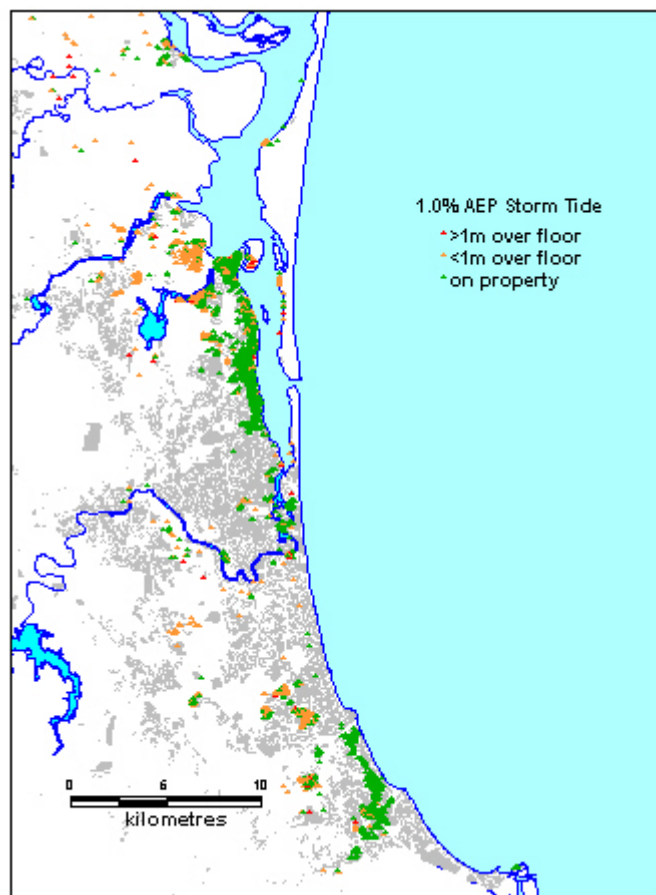 1.0% AEP Storm Tide
>1m over floor
<1m over floor
on property
0 6 10
kilometres